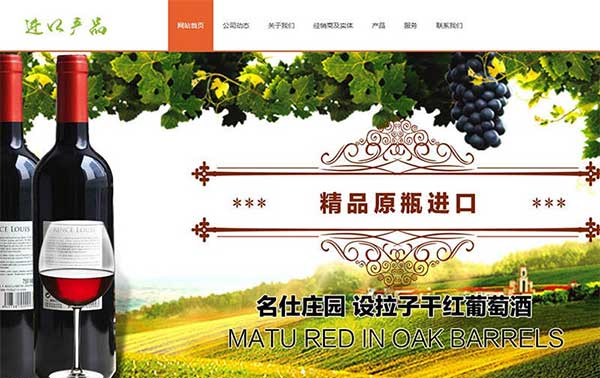 进口产品
网站首页 公司动态 关于我们 经销商及实体 产品 服务 联系我们
*** 精品原瓶进口 ***
名仕庄园 设拉子干红葡萄酒
MATU RED IN OAK BARRELS
RINCE LOUIS